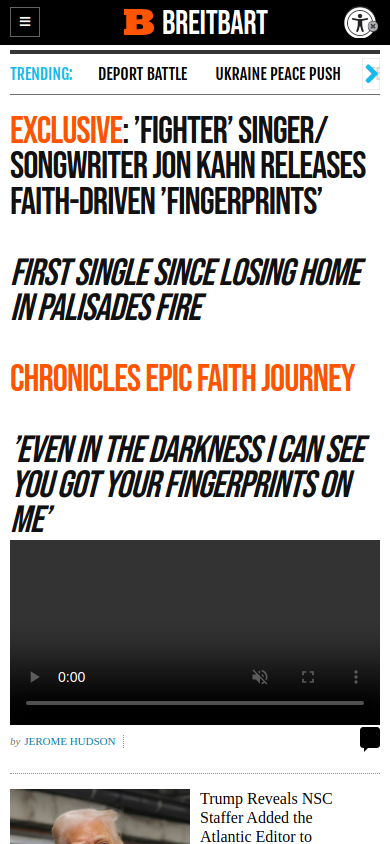 BREITBART
TRENDING:
DEPORT BATTLE
UKRAINE PEACE PUSH
EXCLUSIVE: ’FIGHTER’ SINGER/
SONGWRITER JON KAHN RELEASES
FAITH-DRIVEN ’FINGERPRINTS’
FIRST SINGLE SINCE LOSING HOME
IN PALISADES FIRE
CHRONICLES EPIC FAITH JOURNEY
’EVEN IN THE DARKNESS I CAN SEE
YOU GOT YOUR FINGERPRINTS ON
ME’
0:00
by JEROME HUDSON
Trump Reveals NSC
Staffer Added the
Atlantic Editor to